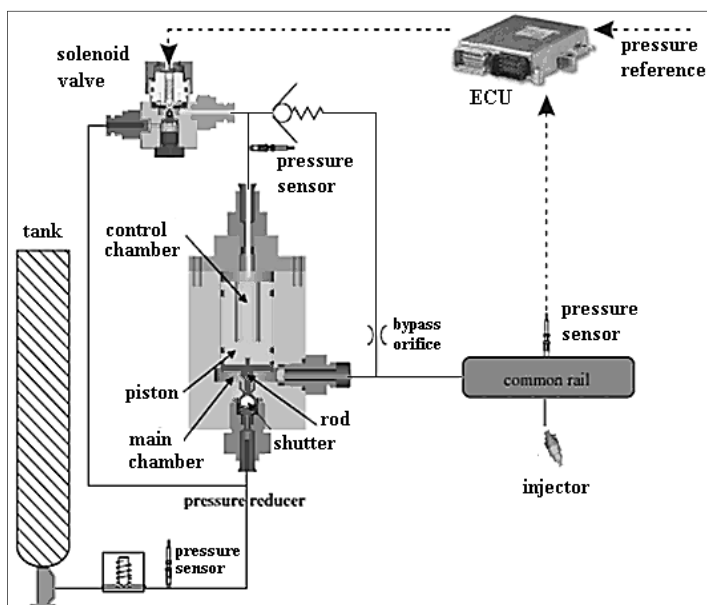 solenoid
valve
ECU
pressure
reference
pressure
sensor
tank
control
chamber
pressure
sensor
bypass
orifice
common rail
piston
rod
main
chamber
shutter
injector
pressure reducer
pressure
sensor